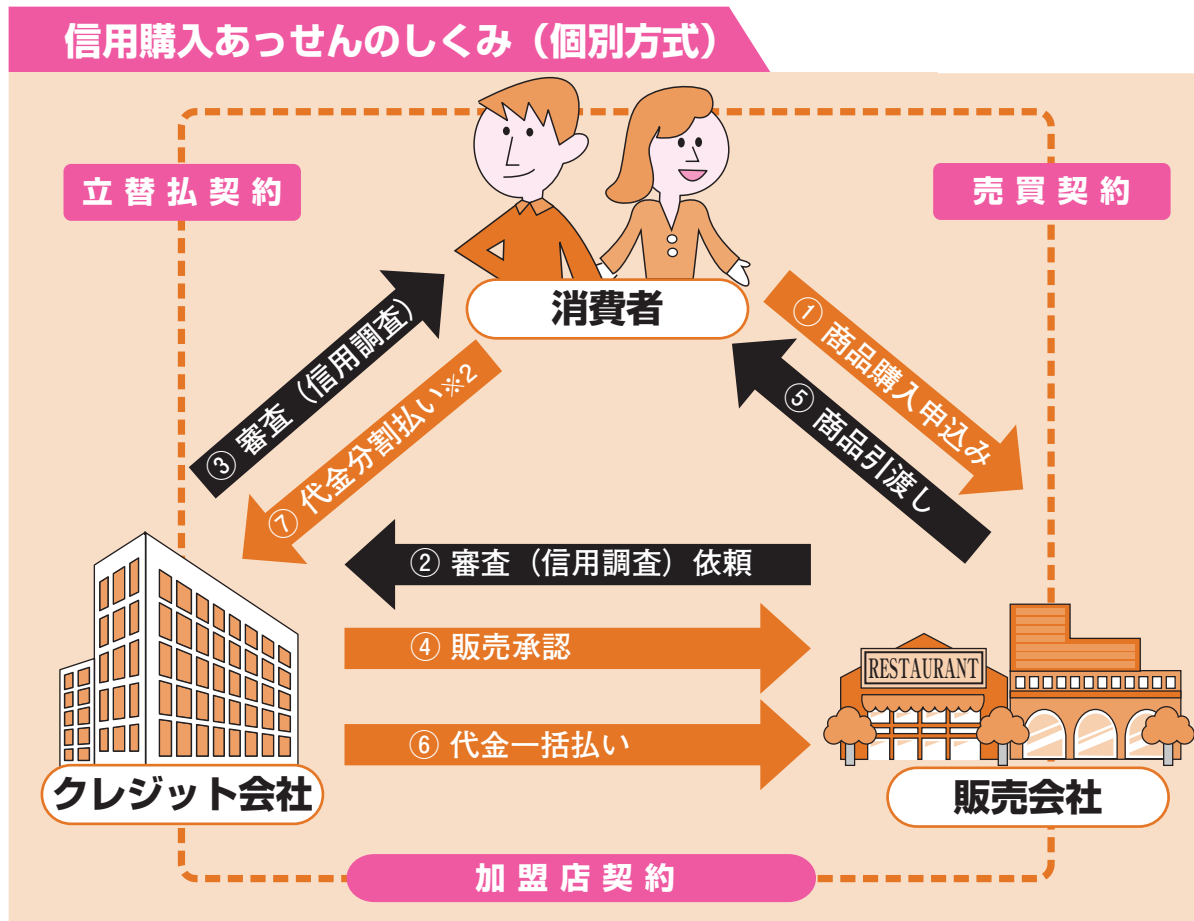 信用購入あっせんのしくみ（個別方式）
立替払契約
売買契約
消費者
① 商品購入申込み
⑤ 商品引渡し
③ 審査（信用調査）
⑦ 代金分割払い※2
② 審査（信用調査）依頼
④ 販売承認
⑥ 代金一括払い
RESTAURANT
クレジット会社
販売会社
加盟店契約